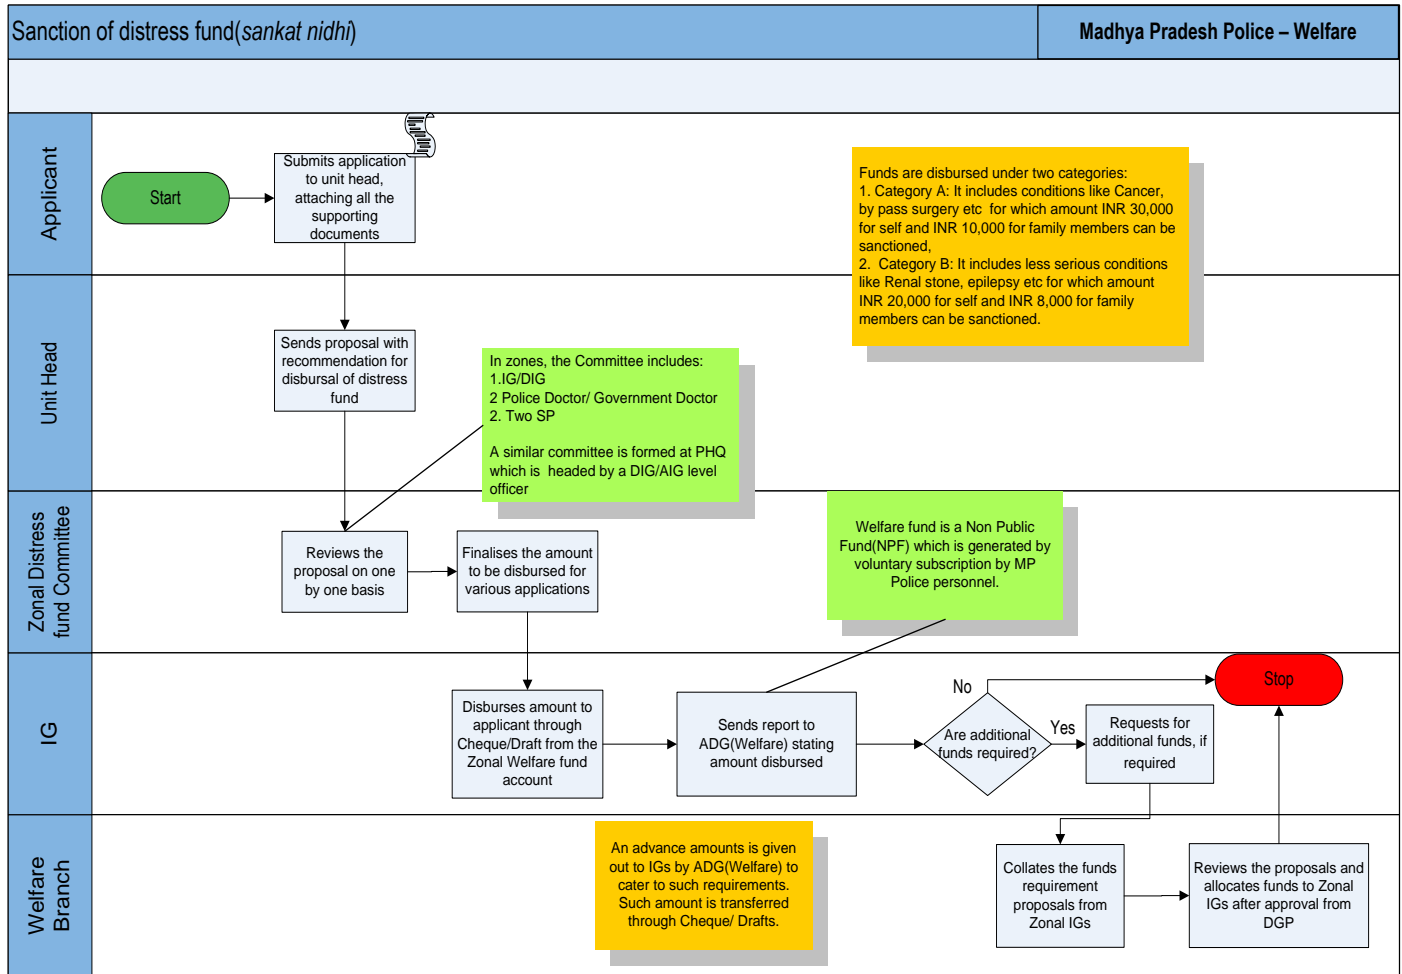 Sanction of distress fund(sankat nidhi)
Madhya Pradesh Police – Welfare
Applicant
Start
Submits application
to unit head,
attaching all the
supporting
documents
Funds are disbursed under two categories:
1. Category A: It includes conditions like Cancer,
by pass surgery etc  for which amount INR 30,000
for self and INR 10,000 for family members can be
sanctioned,
2.  Category B: It includes less serious conditions
like Renal stone, epilepsy etc for which amount
INR 20,000 for self and INR 8,000 for family
members can be sanctioned.
Unit Head
Sends proposal with
recommendation for
disbursal of distress
fund
In zones, the Committee includes:
1.IG/DIG
2 Police Doctor/ Government Doctor
2. Two SP
A similar committee is formed at PHQ
which is  headed by a DIG/AIG level
officer
Zonal Distress
fund Committee
Reviews the
proposal on one
by one basis
Finalises the amount
to be disbursed for
various applications
Welfare fund is a Non Public
Fund(NPF) which is generated by
voluntary subscription by MP
Police personnel.
IG
Disburses amount to
applicant through
Cheque/Draft from the
Zonal Welfare fund
account
Sends report to
ADG(Welfare) stating
amount disbursed
Are additional
funds required?
No
Yes
Requests for
additional funds, if
required
Stop
Welfare
Branch
An advance amounts is given
out to IGs by ADG(Welfare) to
cater to such requirements.
Such amount is transferred
through Cheque/ Drafts.
Collates the funds
requirement
proposals from
Zonal IGs
Reviews the proposals and
allocates funds to Zonal
IGs after approval from
DGP